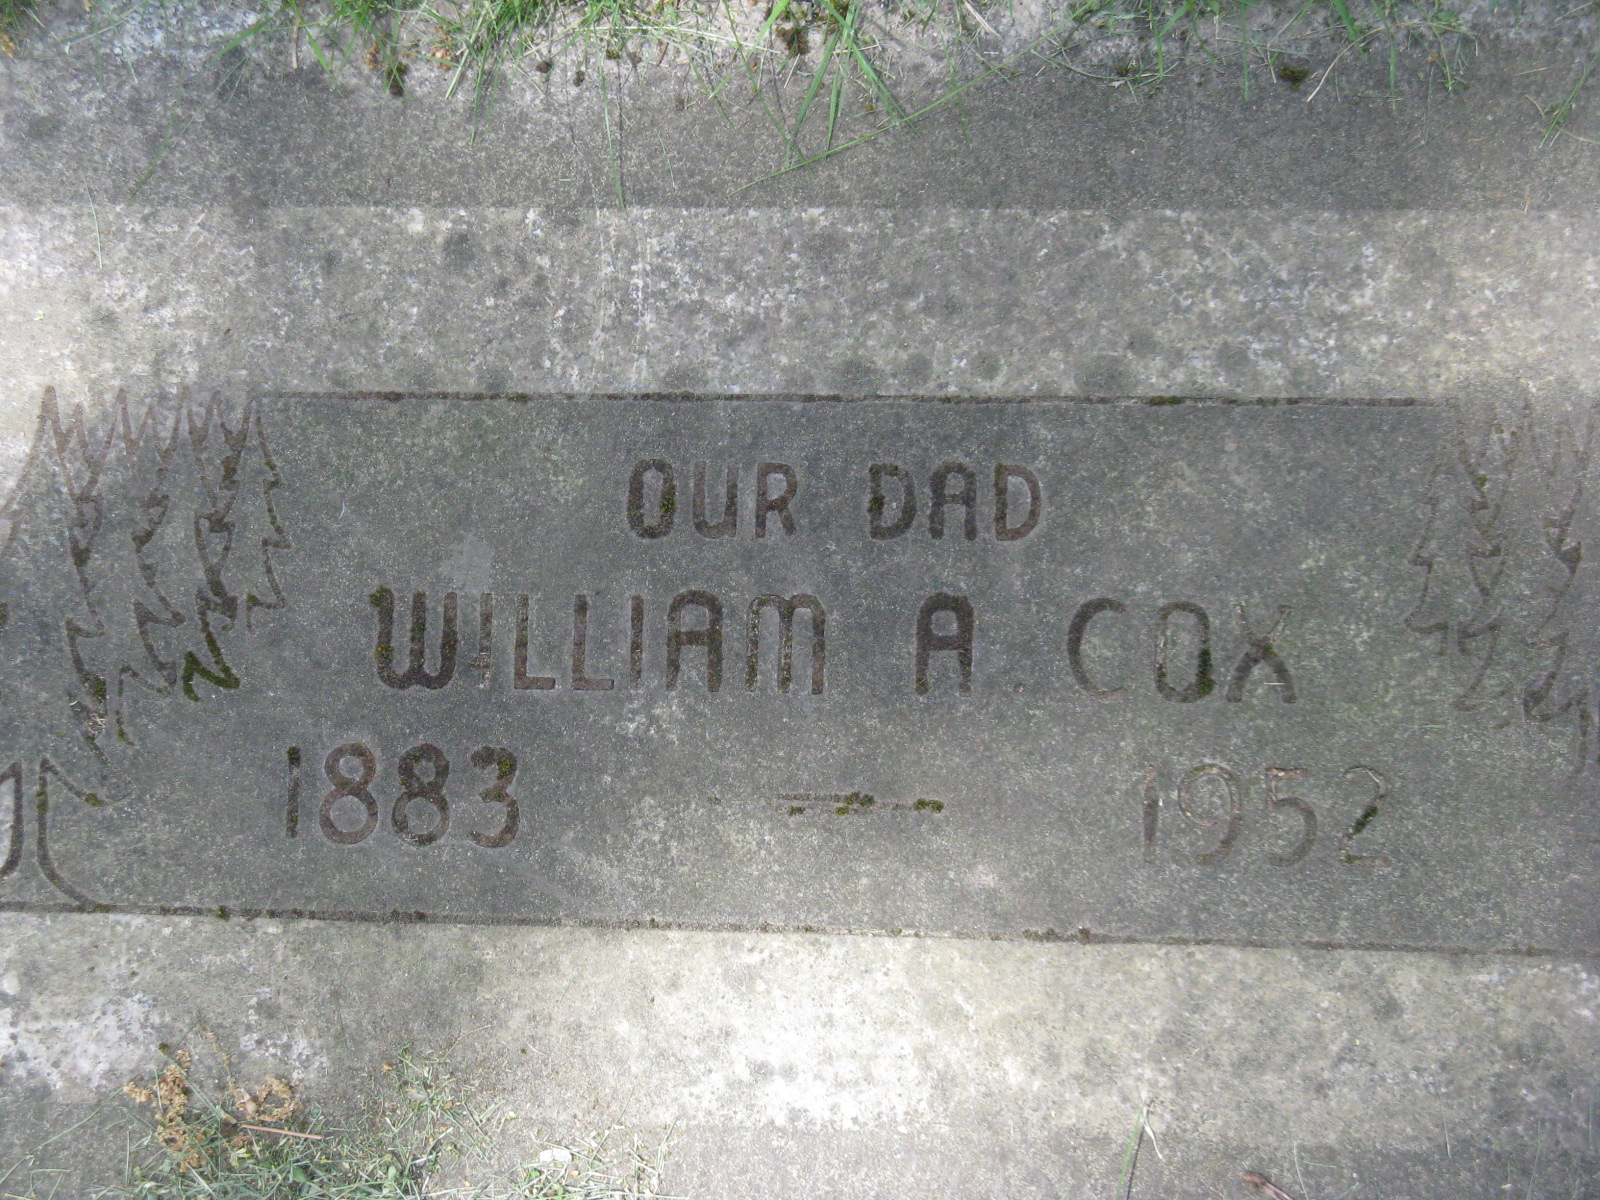 OUR DAD
WILLIAM A COX
1883 — 1952